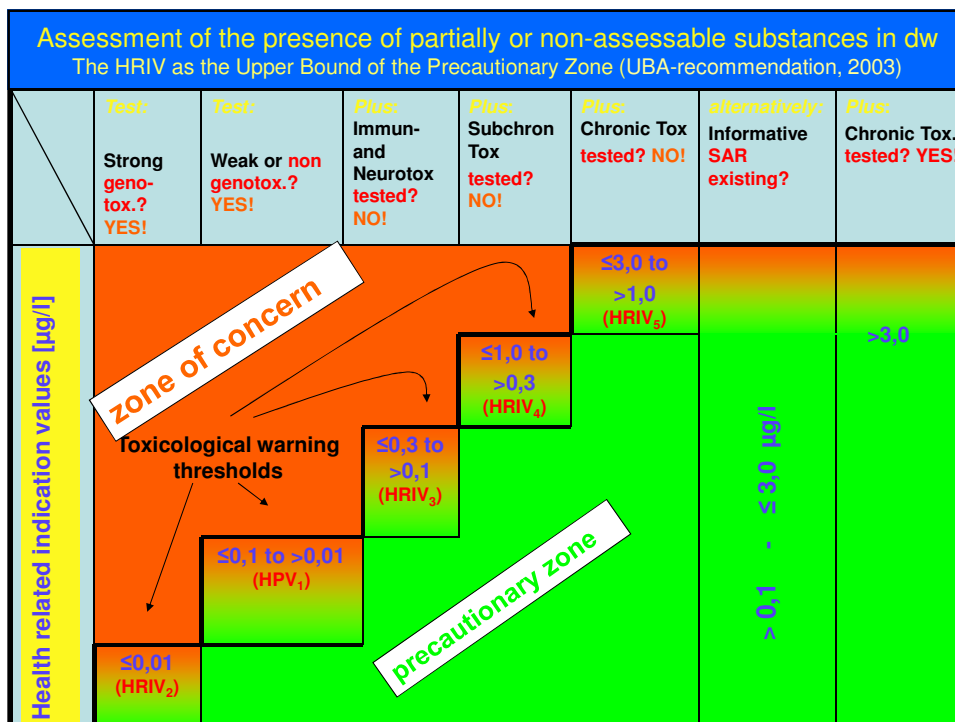 Assessment of the presence of partially or non-assessable substances in dw
The HRIV as the Upper Bound of the Precautionary Zone (UBA-recommendation, 2003)
Test:
Strong
geno-
tox.?
YES!
Test:
Weak or non
genotox.?
YES!
Plus:
Immun-
and
Neurotox
tested?
NO!
Plus:
Subchron
Tox
tested?
NO!
Plus:
Chronic Tox
tested? NO!
alternatively:
Informative
SAR
existing?
Plus:
Chronic Tox.
tested? YES!
Health related indication values [µg/l]
zone of concern
Toxicological warning
thresholds
≤0,01
(HRIV2)
≤0,1 to >0,01
(HPV1)
≤0,3 to
>0,1
(HRIV3)
≤1,0 to
>0,3
(HRIV4)
≤3,0 to
>1,0
(HRIV5)
> 0,1 - ≤ 3,0 µg/l
>3,0
precautionary zone